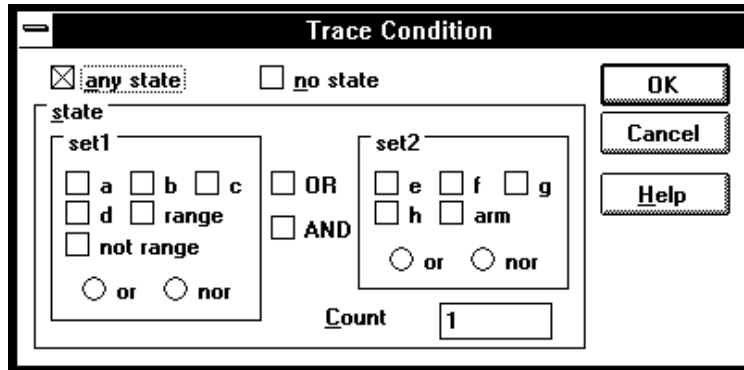 Trace Condition
any state no state
OK
state
Cancel
set1 set2
a b c OR e f g
Help
d range h arm
AND
not range
or nor
or nor
Count 1